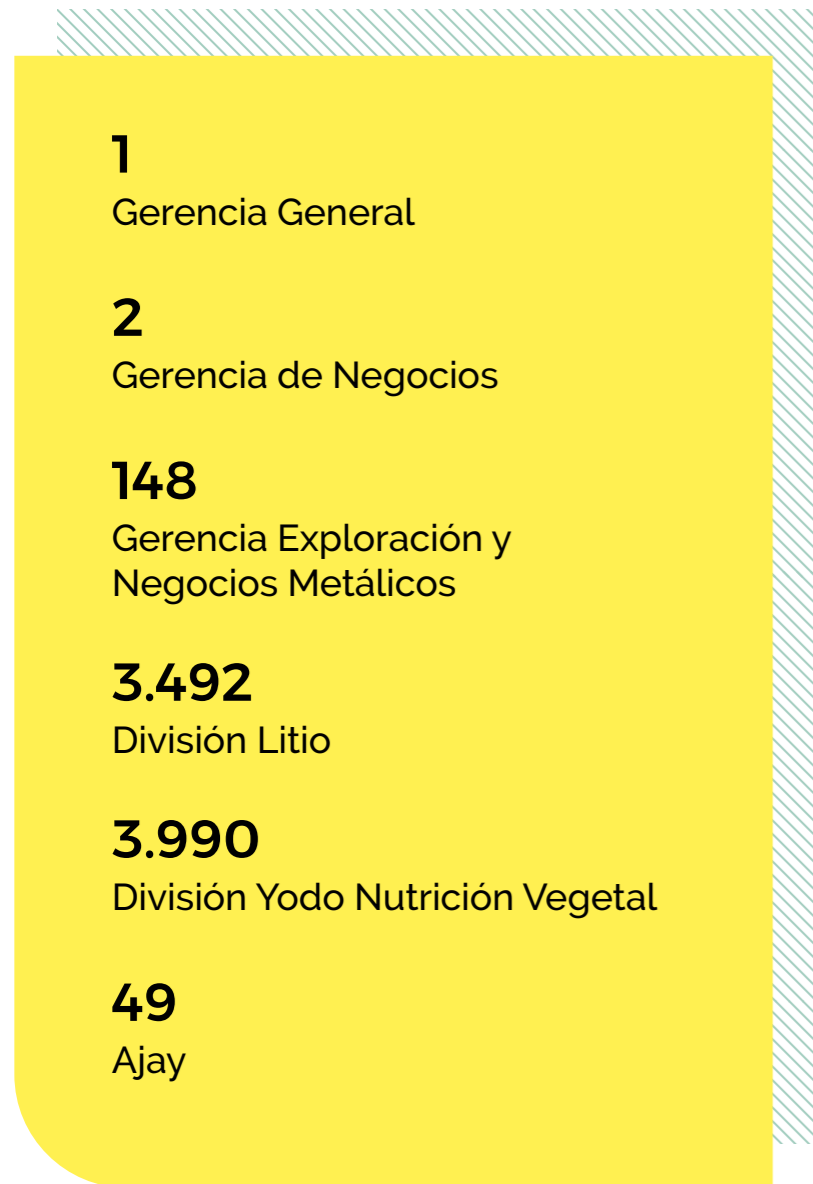 1
Gerencia General
2
Gerencia de Negocios
148
Gerencia Exploración y
Negocios Metálicos
3.492
División Litio
3.990
División Yodo Nutrición Vegetal
49
Ajay